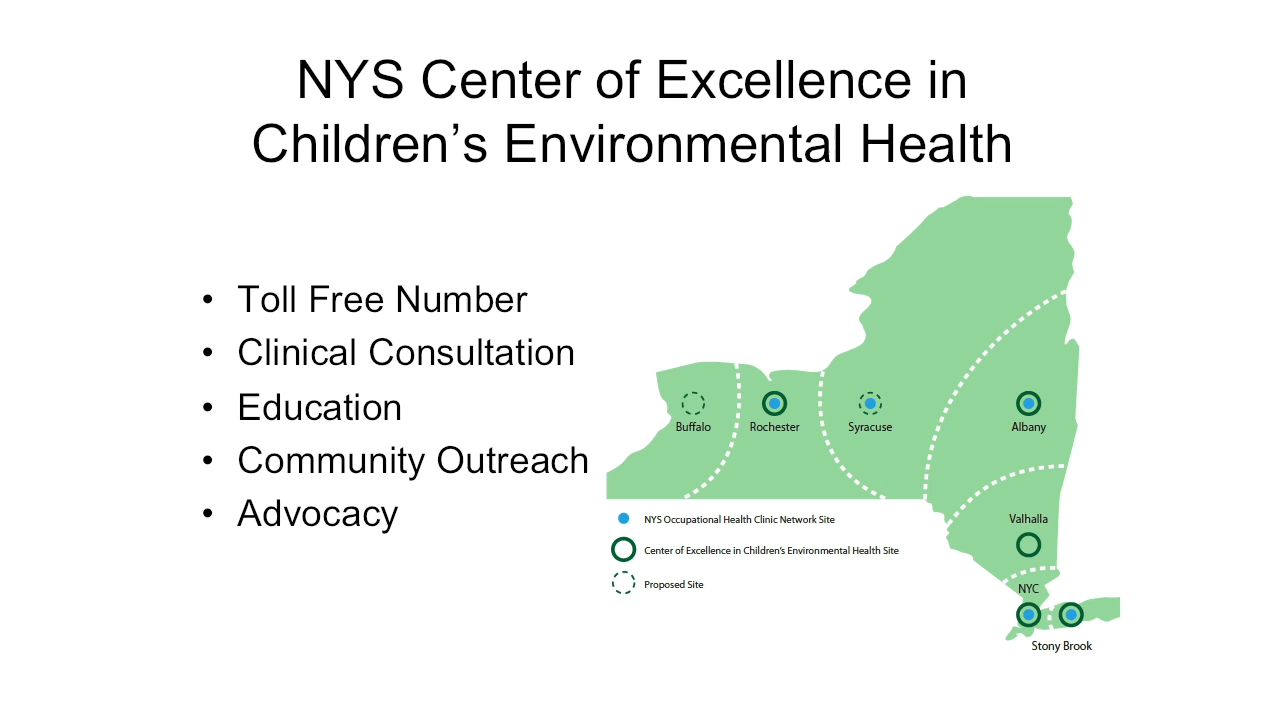 NYS Center of Excellence in
Children’s Environmental Health
• Toll Free Number
• Clinical Consultation
• Education
• Community Outreach
• Advocacy
Buffalo
Rochester
Syracuse
Albany
Valhalla
NYC
Stony Brook
NYS Occupational Health Clinic Network Site
Center of Excellence in Children's Environmental Health Site
Proposed Site